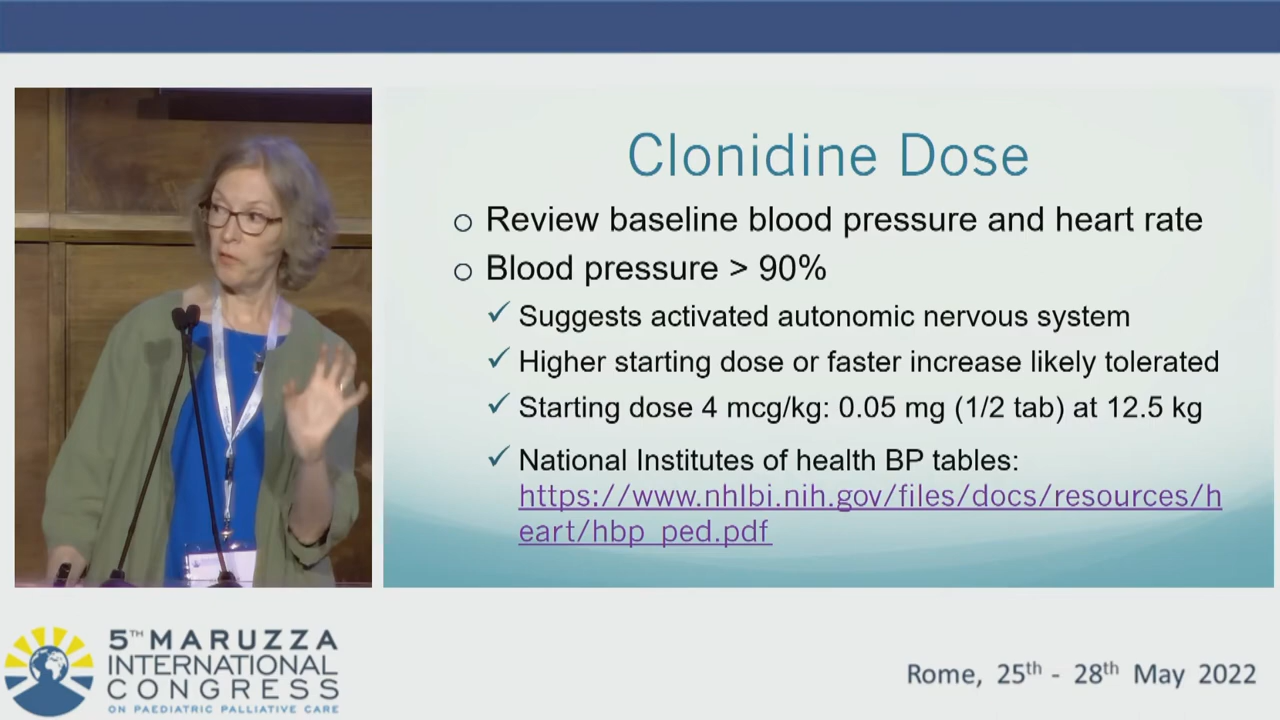 Clonidine Dose
o Review baseline blood pressure and heart rate
o Blood pressure > 90%
✓ Suggests activated autonomic nervous system
✓ Higher starting dose or faster increase likely tolerated
✓ Starting dose 4 mcg/kg: 0.05 mg (1/2 tab) at 12.5 kg
✓ National Institutes of health BP tables:
https://www.nhlbi.nih.gov/files/docs/resources/h
eart/hbp_ped.pdf
5TH MARUZZA
INTERNATIONAL
CONGRESS
ON PAEDIATRIC PALLIATIVE CARE
Rome, 25th - 28th May 2022